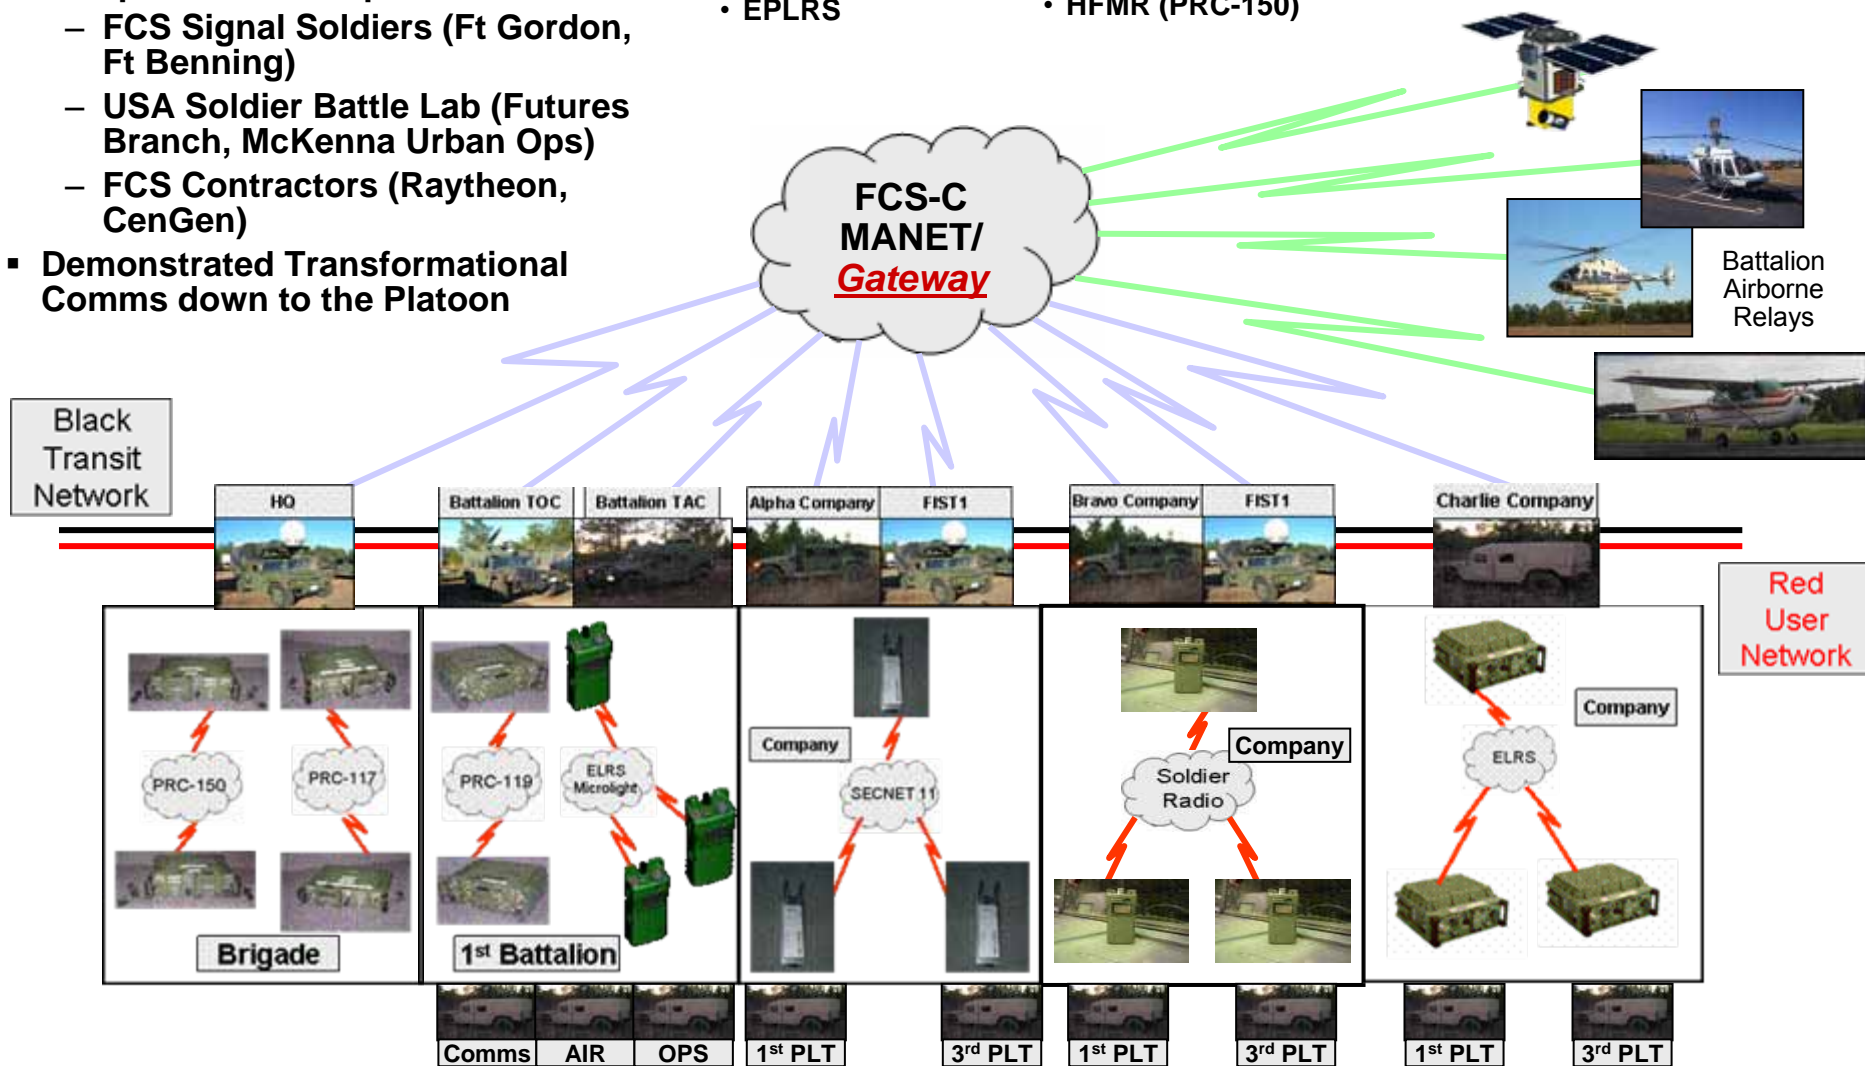 • EPLRS
• HFMR (PRC-150)
– FCS Signal Soldiers (Ft Gordon,
Ft Benning)
– USA Soldier Battle Lab (Futures
Branch, McKenna Urban Ops)
– FCS Contractors (Raytheon,
CenGen)
▪ Demonstrated Transformational
Comms down to the Platoon
FCS-C
MANET/
Gateway
Battalion
Airborne
Relays
Black
Transit
Network
HQ
Battalion TOC
Battalion TAC
Alpha Company
FIST1
Bravo Company
FIST1
Charlie Company
Red
User
Network
PRC-150
PRC-117
Brigade
PRC-119
ELRS
Microlight
1st Battalion
Company
SECNET 11
Company
Soldier
Radio
Company
ELRS
Comms
AIR
OPS
1st PLT
3rd PLT
1st PLT
3rd PLT
1st PLT
3rd PLT